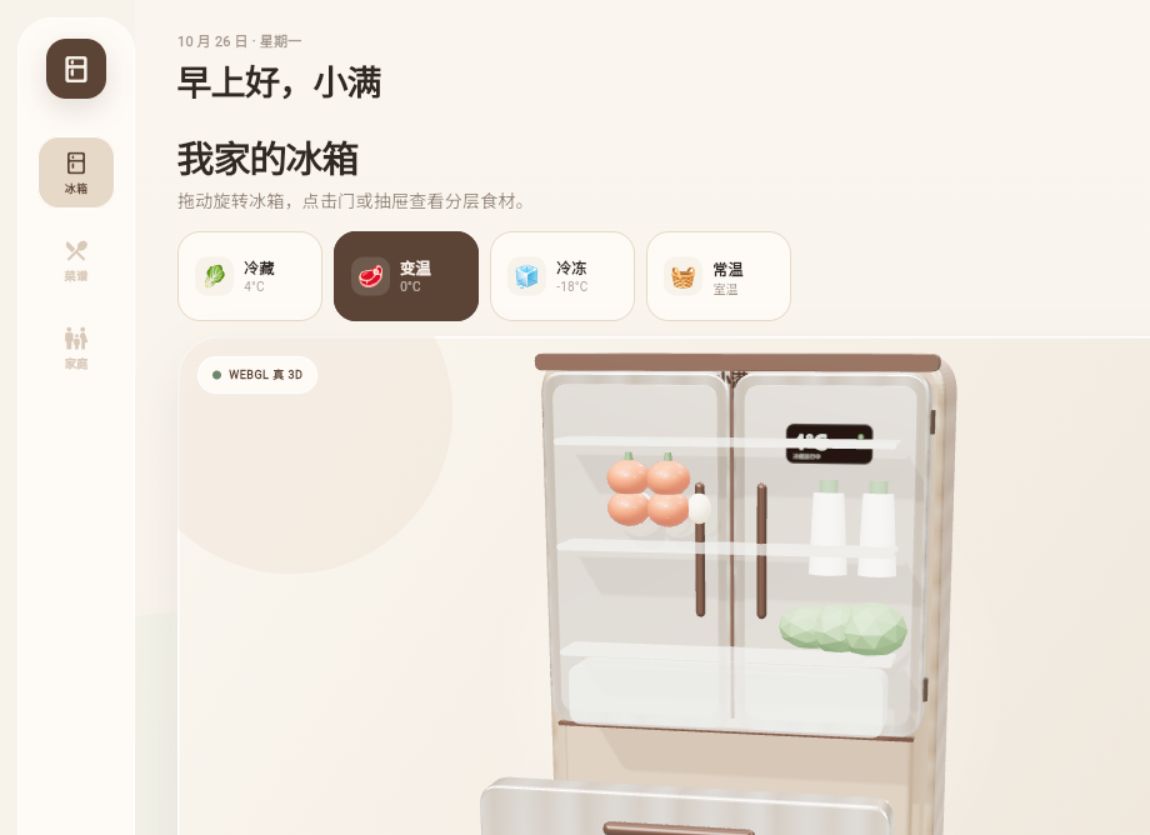 10 月 26 日 · 星期一
早上好，小满
我家的冰箱
拖动旋转冰箱，点击门或抽屉查看分层食材。
冰箱
菜谱
家庭
冷藏
4°C
变温
0°C
冷冻
-18°C
常温
室温
WEBGL 真 3D
4°C